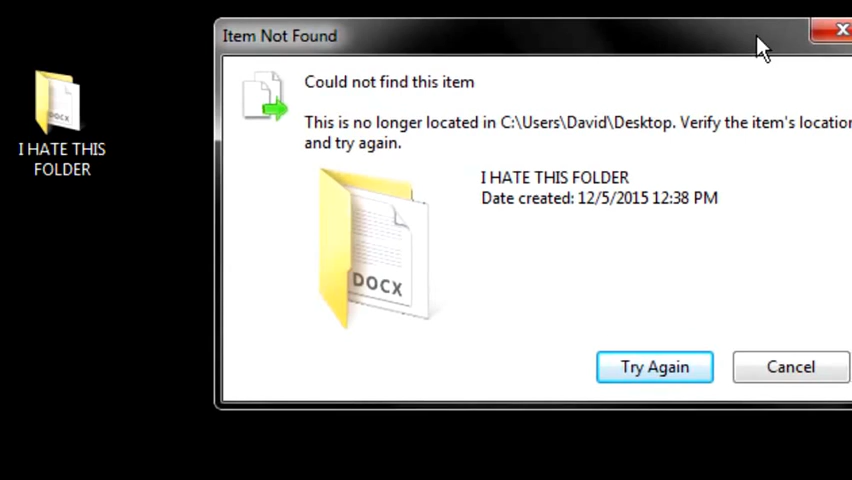 Item Not Found
Could not find this item
This is no longer located in C:\Users\David\Desktop. Verify the item's location
and try again.
DOCX
I HATE THIS
FOLDER
I HATE THIS FOLDER
Date created: 12/5/2015 12:38 PM
DOCX
Try Again
Cancel